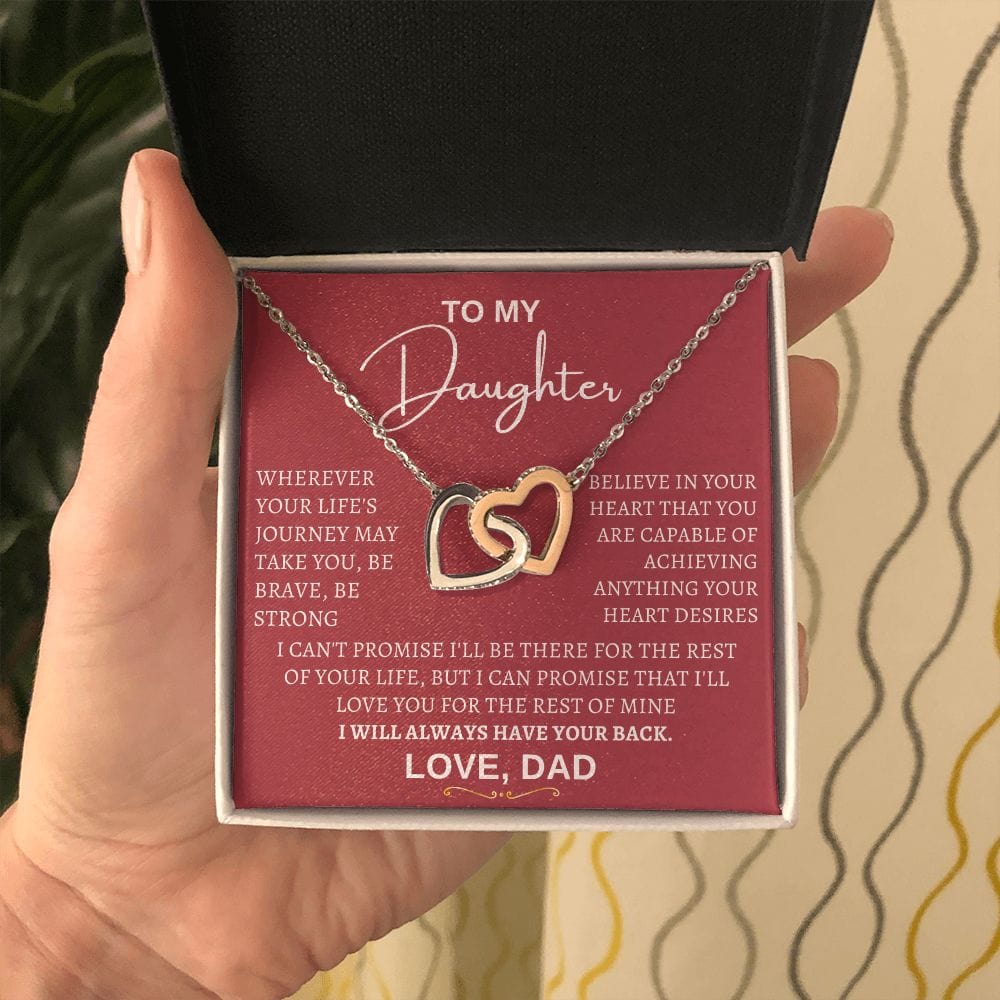 TO MY
Daughter
WHEREVER
YOUR LIFE'S
JOURNEY MAY
TAKE YOU, BE
BRAVE, BE
STRONG
BELIEVE IN YOUR
HEART THAT YOU
ARE CAPABLE OF
ACHIEVING
ANYTHING YOUR
HEART DESIRES
I CAN'T PROMISE I'LL BE THERE FOR THE REST
OF YOUR LIFE, BUT I CAN PROMISE THAT I'LL
LOVE YOU FOR THE REST OF MINE
I WILL ALWAYS HAVE YOUR BACK.
LOVE, DAD